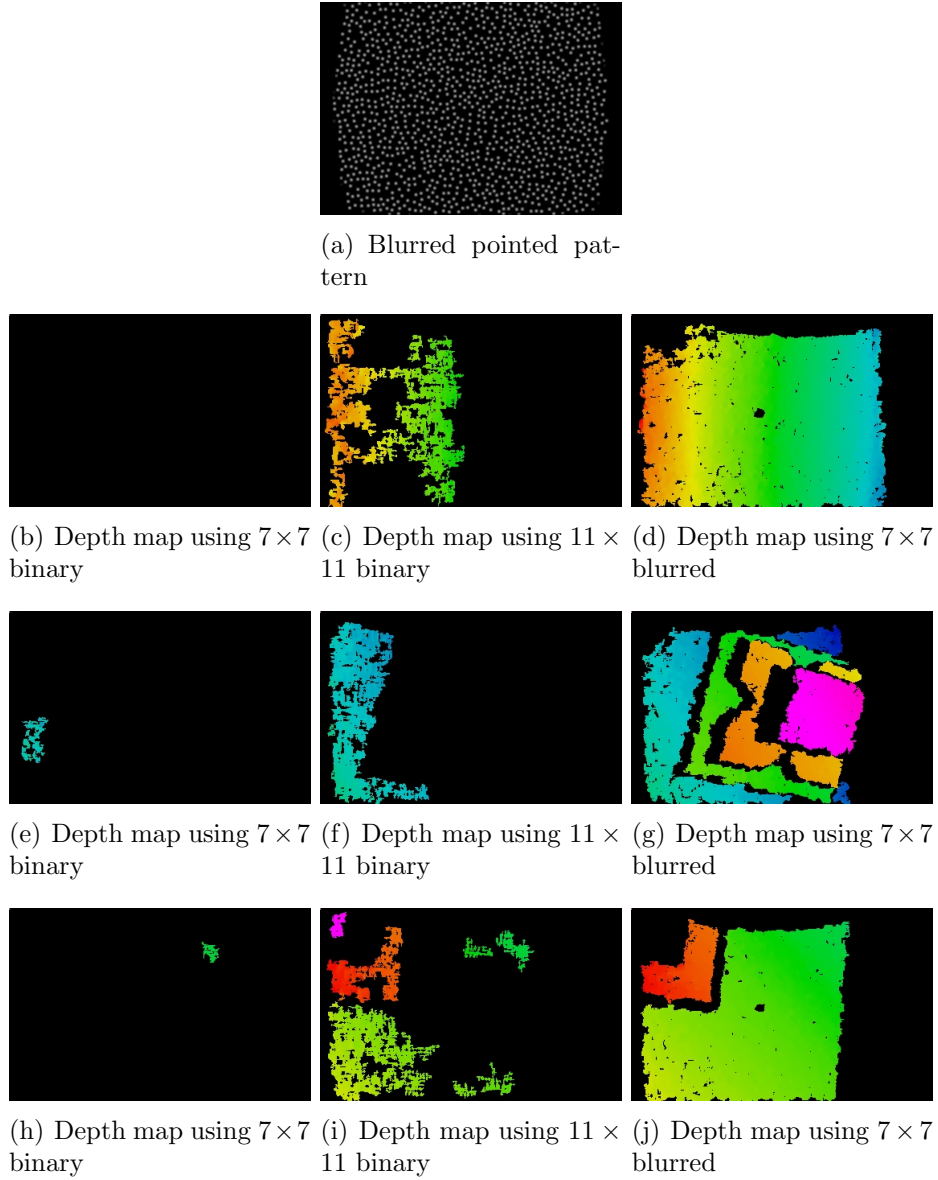 (a) Blurred pointed pat-
tern
(b) Depth map using 7×7
binary
(c) Depth map using 11 ×
11 binary
(d) Depth map using 7×7
blurred
(e) Depth map using 7×7
binary
(f) Depth map using 11 ×
11 binary
(g) Depth map using 7×7
blurred
(h) Depth map using 7×7
binary
(i) Depth map using 11 ×
11 binary
(j) Depth map using 7×7
blurred